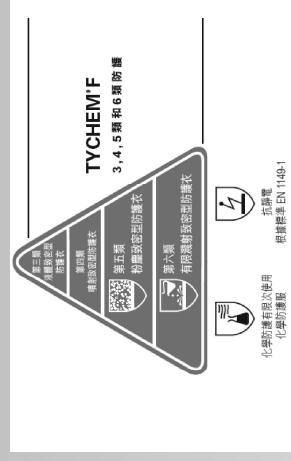 TYCHEM'F
3,4,5類和6類防護
第三類
液體致密型
防護衣
第四類
噴射致密型防護衣
第五類
粉塵致密型防護衣
第六類
有限濺射致密型防護衣
化學防護有限次使用
化學防護服
抗靜電
根據標準 EN 1149-1